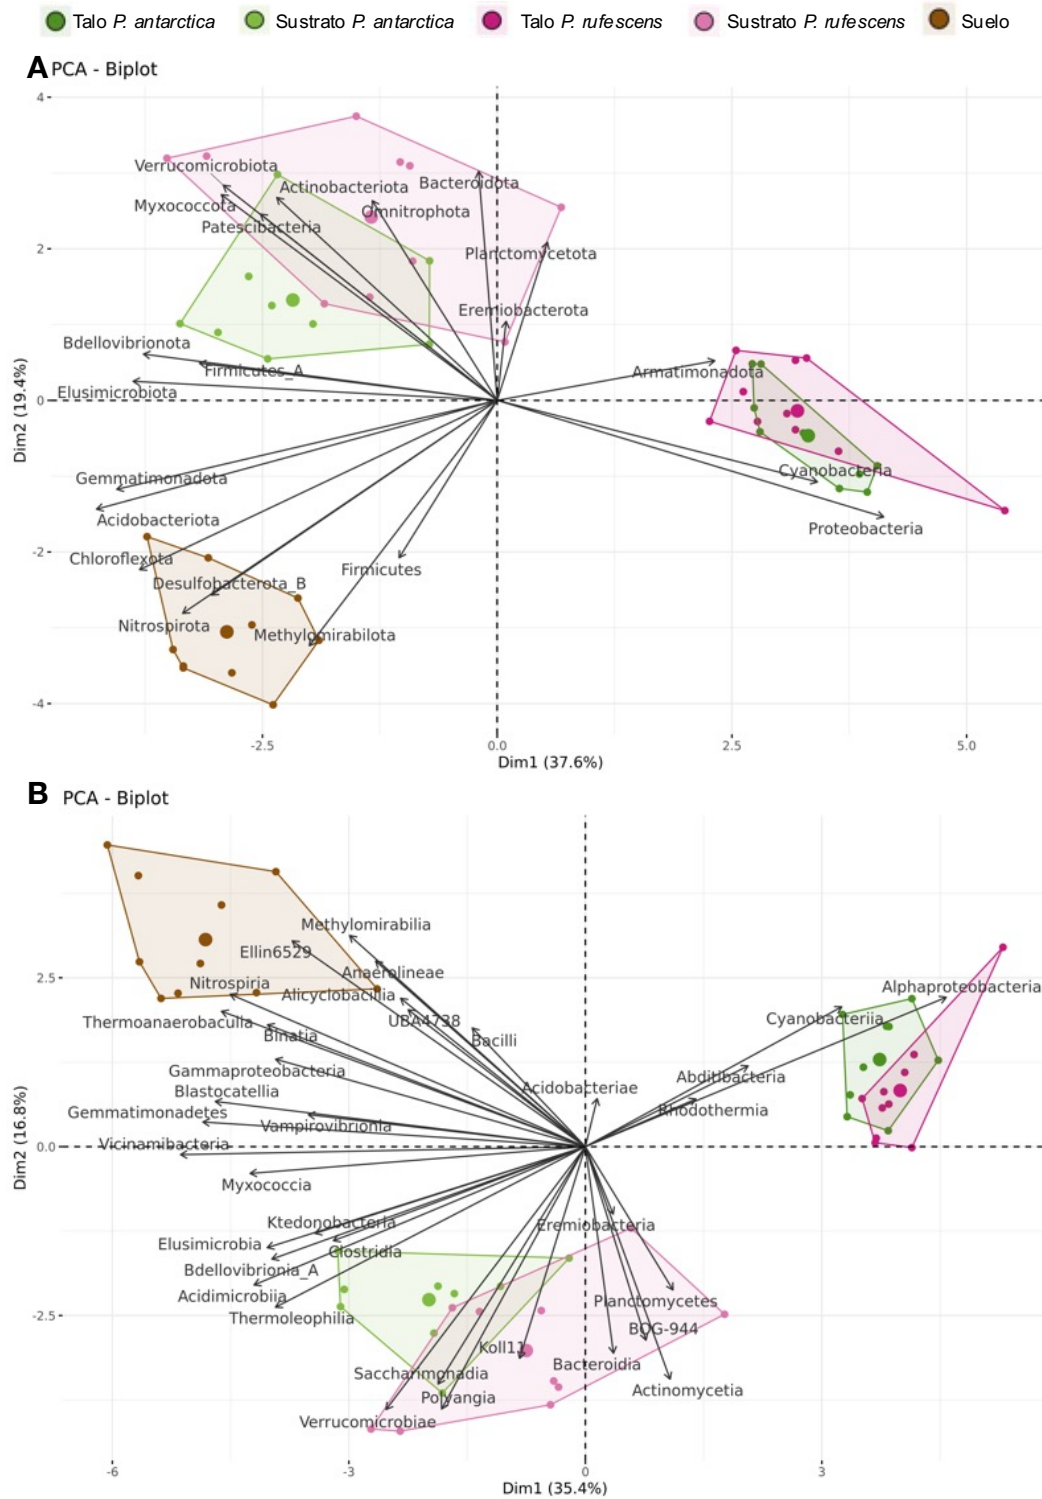 Talo P. antarctica Sustrato P. antarctica Talo P. rufescens Sustrato P. rufescens Suelo
A PCA - Biplot
4
Verrucomicrobiota
Actinobacteriota
Bacteroidota
Myxococcota
Omnitrophota
Patescibacteria
2
Planctomycetota
Eremiobacterota
Bdellovibrionota
Firmicutes_A
Armatimonadota
Elusimicrobiota
0
Dim2 (19.4%)
Gemmatimonadota
Cyanobacteria
Acidobacteriota
Proteobacteria
-2
Chloroflexota
Firmicutes
Desulfobacterota_B
Nitrospirota
Methylomirabilota
-4
-2.5 0.0 2.5 5.0
Dim1 (37.6%)
B PCA - Biplot
Methylomirabilia
Ellin6529
Anaerolineae
2.5
Nitrospiria
Alicyclobacillia
Alphaproteobacteria
Thermoanaerobaculia
UBA4738
Cyanobacteriia
Binatia
Bacilli
Gammaproteobacteria
Abditibacteria
Blastocatellia
Acidobacteriae
Gemmatimonadetes
Rhodothermia
Vampirovibrionia
Vicinamibacteria
0.0
Dim2 (16.8%)
Myxococcia
Ktedonobacteria
Eremiobacteria
Elusimicrobia
Clostridia
Bdellovibrionia_A
Acidimicrobiia
Planctomycetes
-2.5
Thermoleophilia
BOG-944
Koll11
Bacteroidia
Saccharimonadia
Actinomycetia
Polyangia
Verrucomicrobiae
-6 -3 0 3
Dim1 (35.4%)